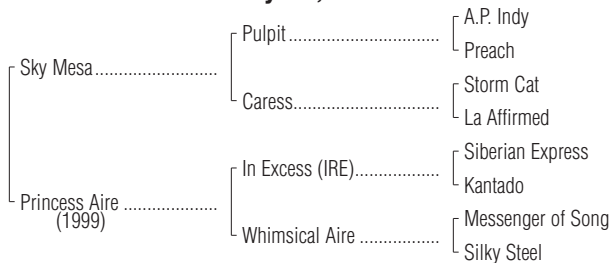 A.P. Indy
Pulpit
Preach
Sky Mesa
Storm Cat
Caress
La Affirmed
Siberian Express
In Excess (IRE)
Kantado
Princess Aire
(1999)
Messenger of Song
Whimsical Aire
Silky Steel